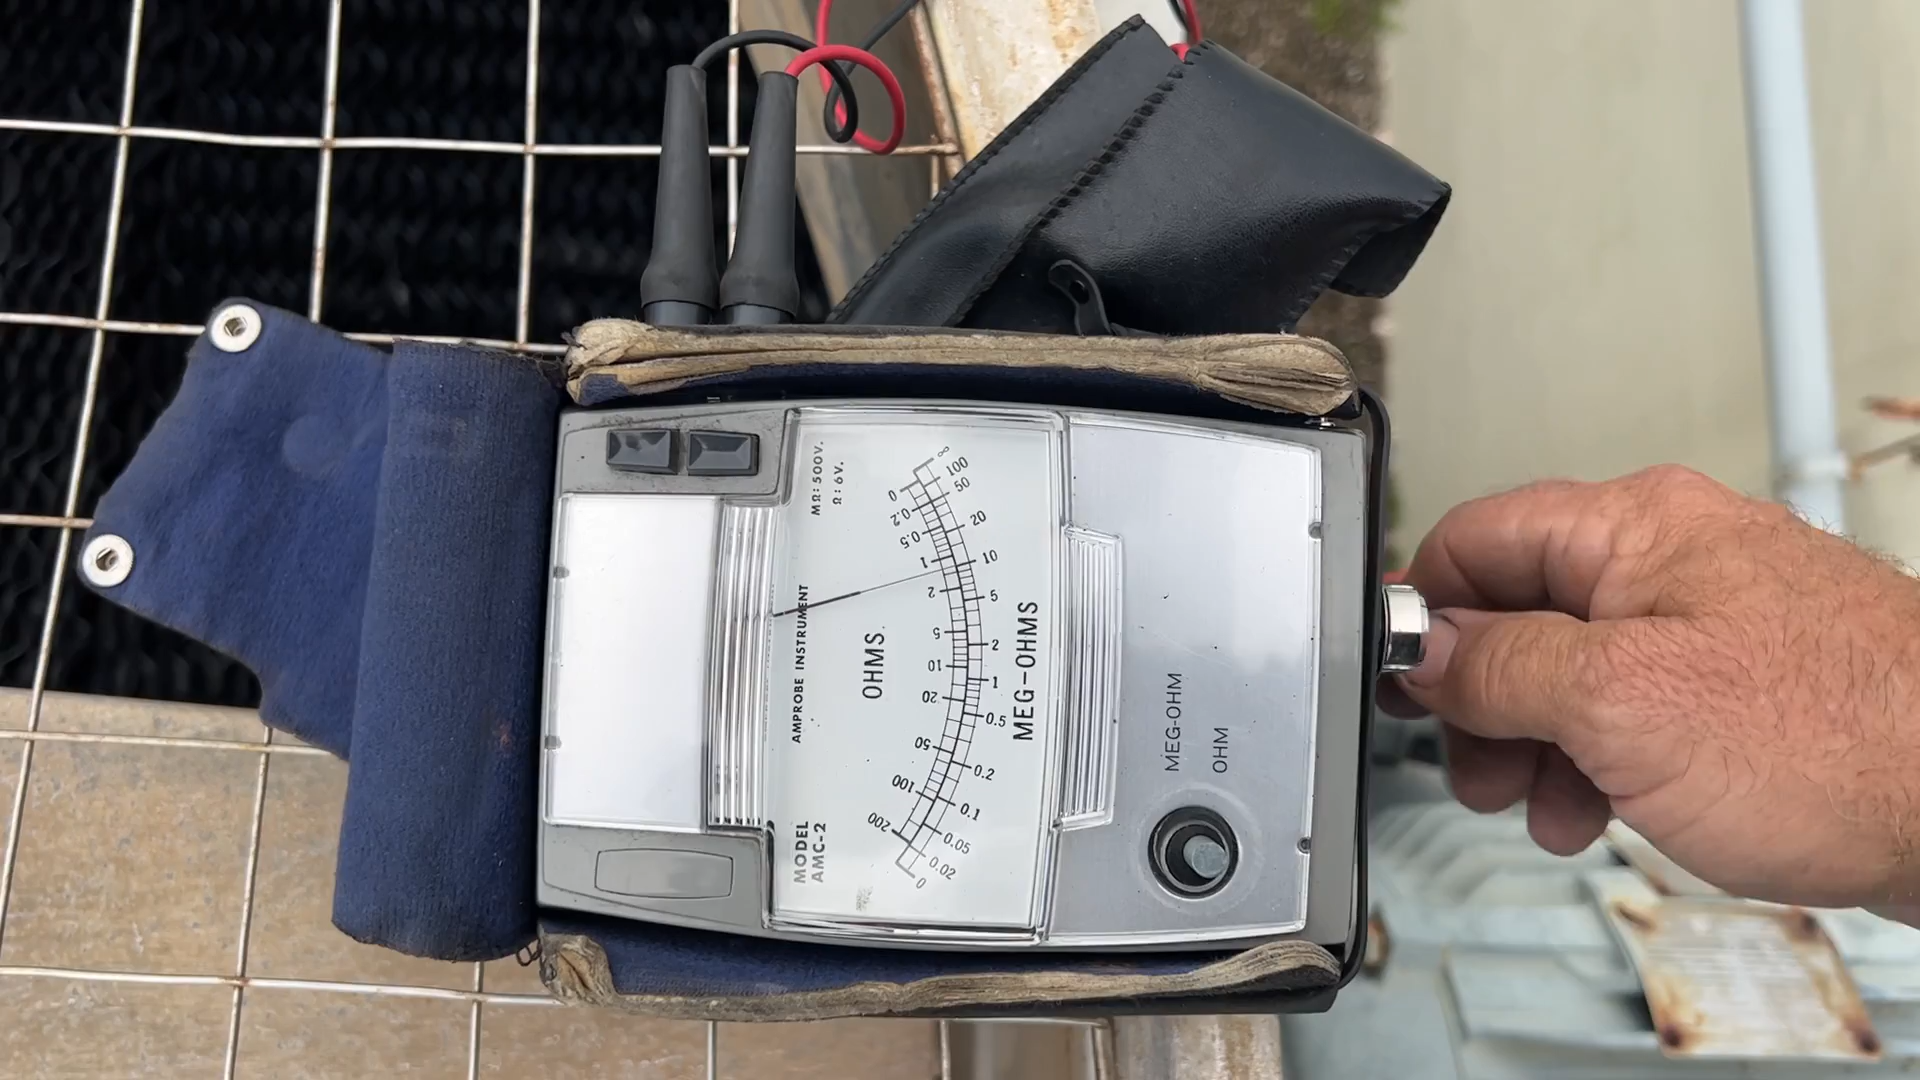 MΩ: 500V.
Ω: 6V.
∞ 100 50 20 10 5 2 1 0.5 0.2 0.1 0.05 0.02 0
0 0.2 0.5 1 2 5 10 20 50 100 200
AMPROBE INSTRUMENT
OHMS
MEG-OHMS
MODEL
AMC-2
MEG-OHM
OHM